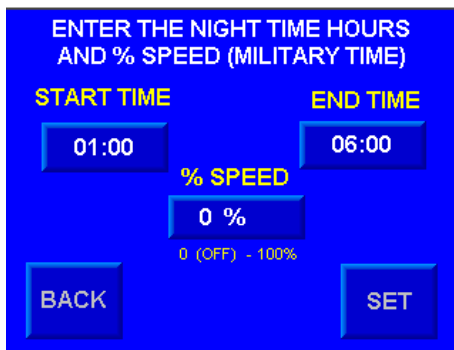 ENTER THE NIGHT TIME HOURS
AND % SPEED (MILITARY TIME)
START TIME
END TIME
01:00
06:00
% SPEED
0 %
0 (OFF) - 100%
BACK
SET